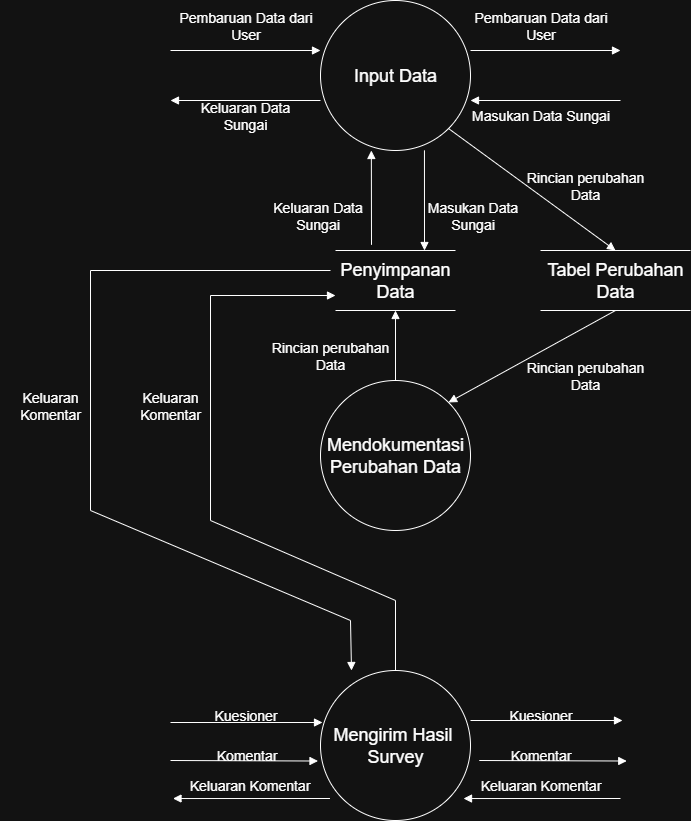 Pembaruan Data dari
User
Pembaruan Data dari
User
Input Data
Keluaran Data
Sungai
Masukan Data Sungai
Rincian perubahan
Data
Keluaran Data
Sungai
Masukan Data
Sungai
Penyimpanan
Data
Tabel Perubahan
Data
Rincian perubahan
Data
Rincian perubahan
Data
Keluaran
Komentar
Keluaran
Komentar
Mendokumentasi
Perubahan Data
Kuesioner
Kuesioner
Mengirim Hasil
Survey
Komentar
Komentar
Keluaran Komentar
Keluaran Komentar